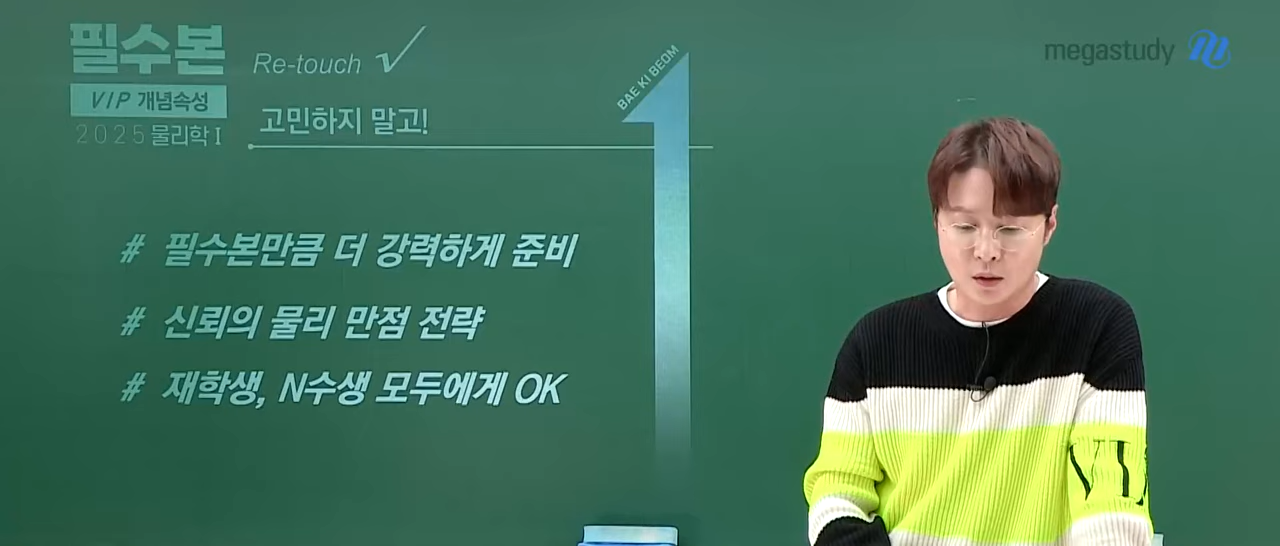 필수본
VIP 개념속성
2025 물리학 I
Re-touch
고민하지 말고!
BAE KI BEOM
1
megastudy
# 필수본만큼 더 강력하게 준비
# 신뢰의 물리 만점 전략
# 재학생, N수생 모두에게 OK